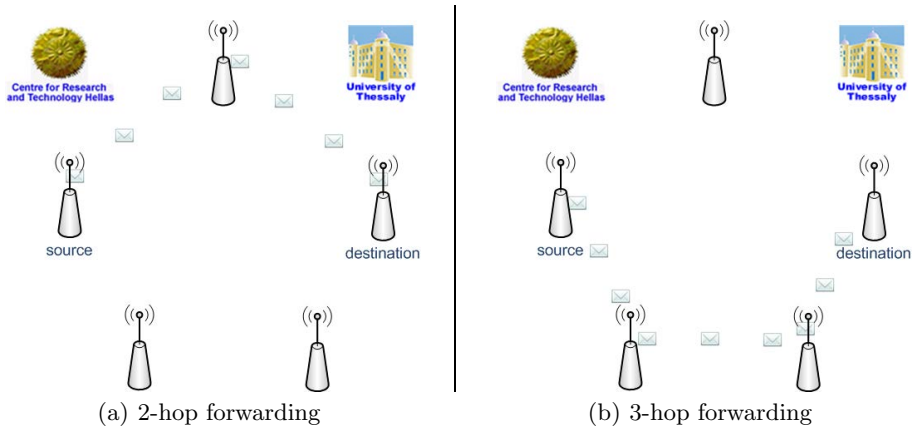 Centre for Research
and Technology Hellas
University of
Thessaly
source
destination
(a) 2-hop forwarding
Centre for Research
and Technology Hellas
University of
Thessaly
source
destination
(b) 3-hop forwarding